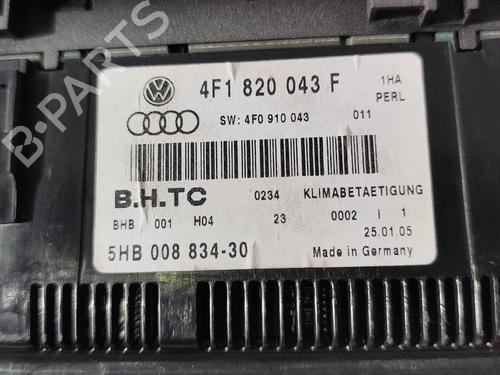 4F1 820 043 F
1HA
PERL
SW: 4F0 910 043
011
B.H.TC
0234 KLIMABETAETIGUNG
BHB 001 H04 23 0002 I 1
25.01.05
5HB 008 834-30
Made in Germany
B-PARTS